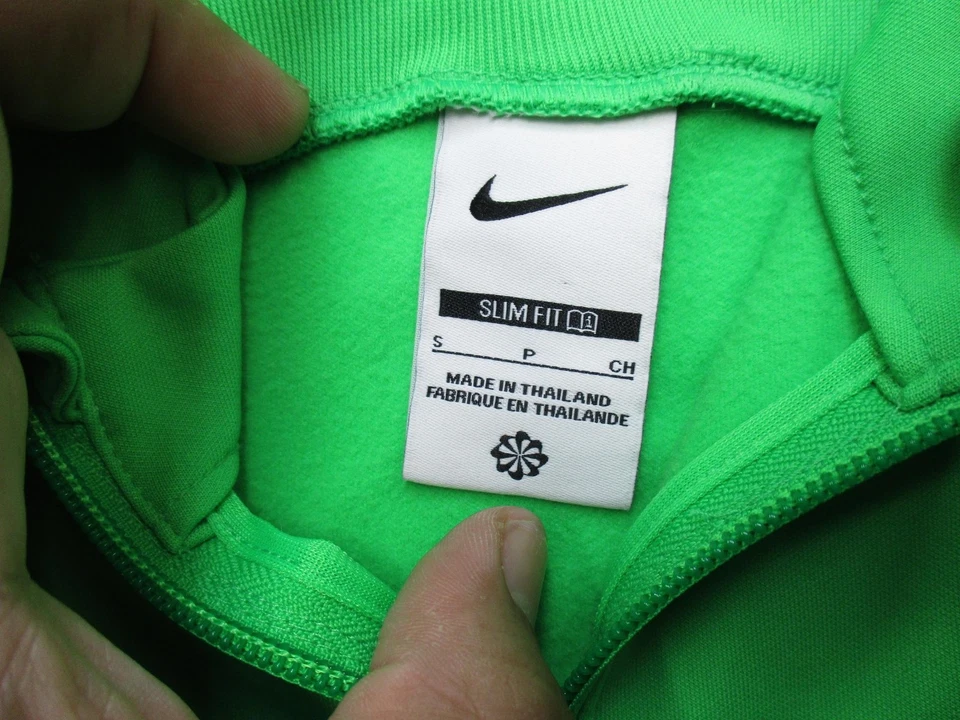 SLIM FIT
S P CH
MADE IN THAILAND
FABRIQUE EN THAILANDE